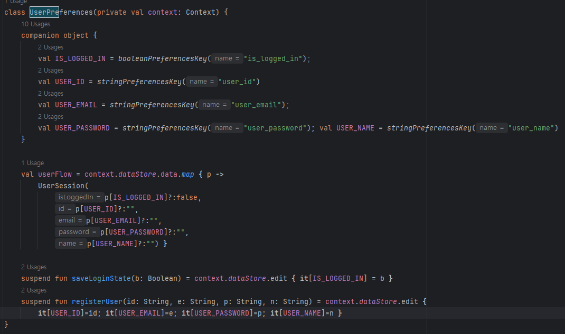 1 Usage
class UserPreferences(private val context: Context) {
10 Usages
companion object {
2 Usages
val IS_LOGGED_IN = booleanPreferencesKey( name = "is_logged_in");
2 Usages
val USER_ID = stringPreferencesKey( name = "user_id")
2 Usages
val USER_EMAIL = stringPreferencesKey( name = "user_email");
2 Usages
val USER_PASSWORD = stringPreferencesKey( name = "user_password"); val USER_NAME = stringPreferencesKey( name = "user_name")
}
1 Usage
val userFlow = context.dataStore.data.map { p ->
UserSession(
isLoggedIn = p[IS_LOGGED_IN]?:false,
id = p[USER_ID]?:"",
email = p[USER_EMAIL]?:"",
password = p[USER_PASSWORD]?:"",
name = p[USER_NAME]?:"") }
2 Usages
suspend fun saveLoginState(b: Boolean) = context.dataStore.edit { it[IS_LOGGED_IN] = b }
2 Usages
suspend fun registerUser(id: String, e: String, p: String, n: String) = context.dataStore.edit {
it[USER_ID]=id; it[USER_EMAIL]=e; it[USER_PASSWORD]=p; it[USER_NAME]=n }
}